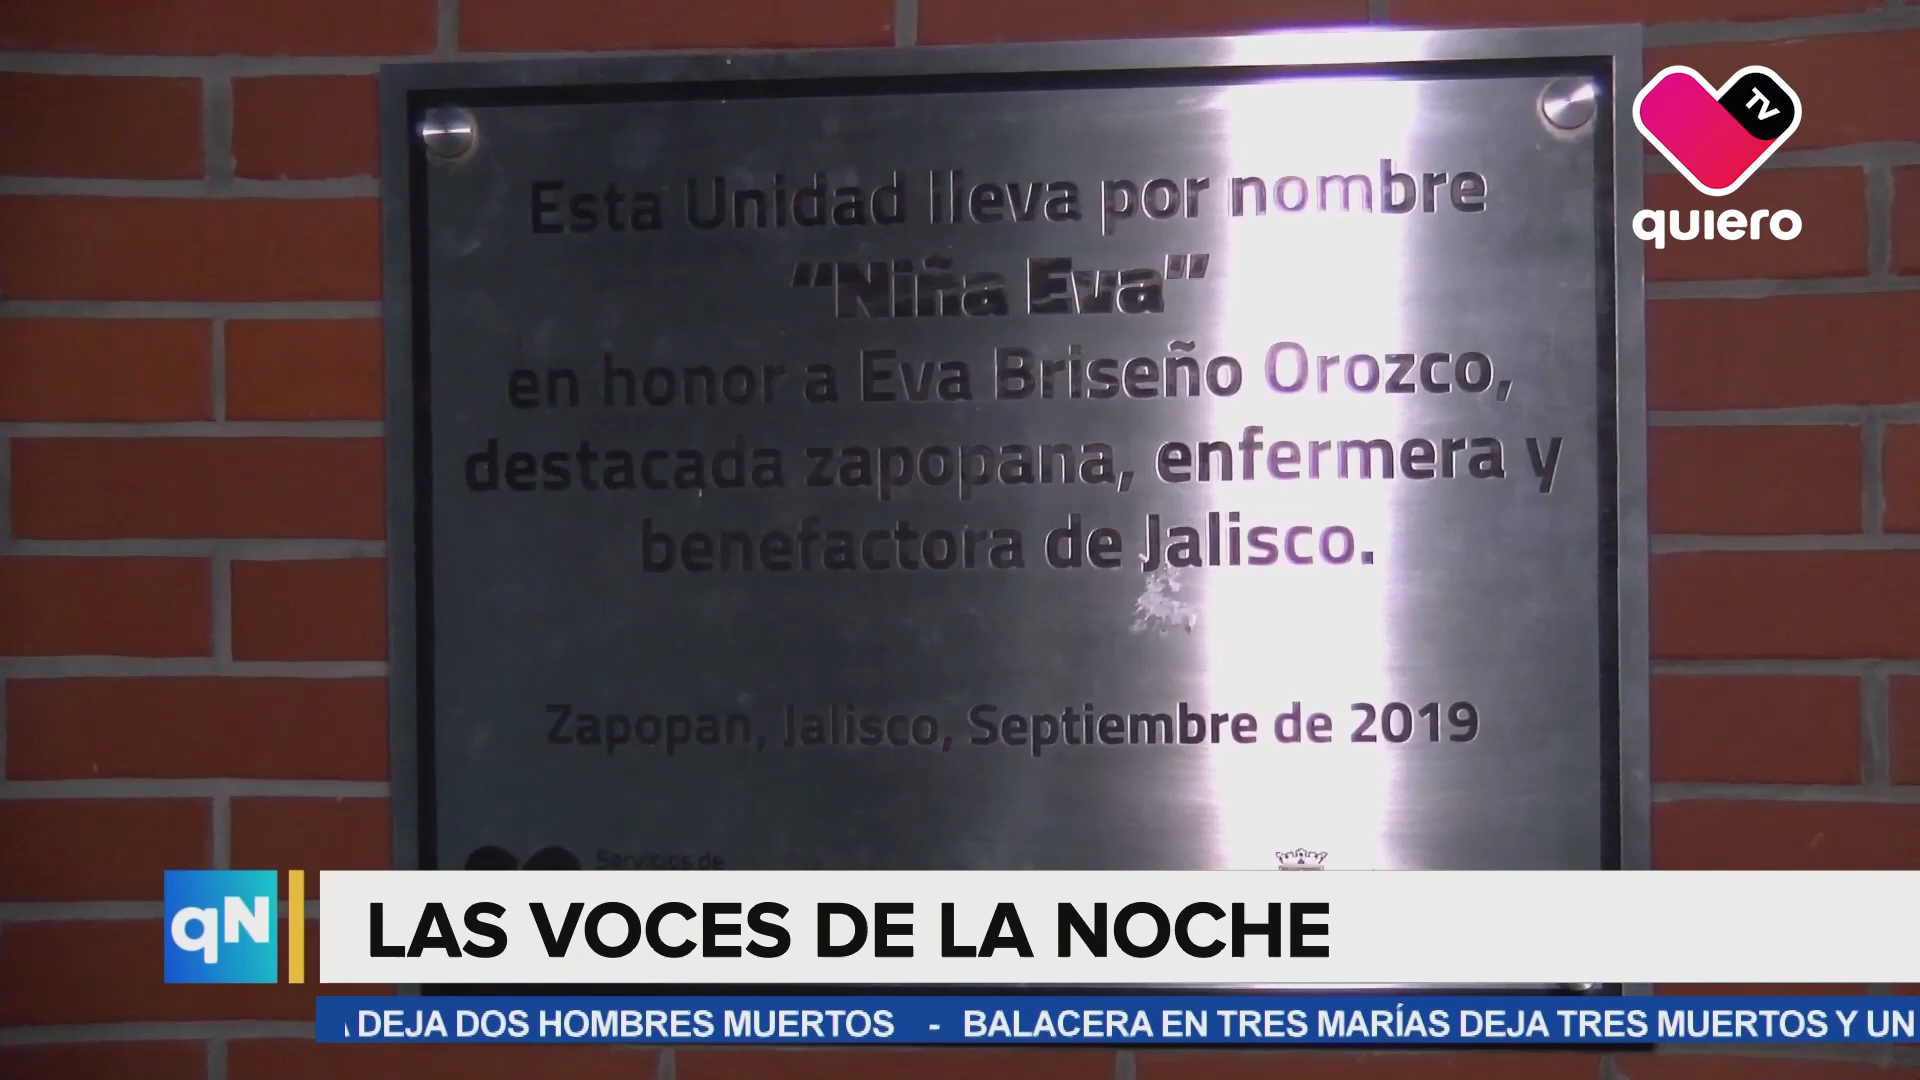 Esta Unidad lleva por nombre
“Niña Eva”
en honor a Eva Briseño Orozco,
destacada zapopana, enfermera y
benefactora de Jalisco.
Zapopan, Jalisco, Septiembre de 2019
Servicios de
TV
quiero
qN
LAS VOCES DE LA NOCHE
DEJA DOS HOMBRES MUERTOS - BALACERA EN TRES MARÍAS DEJA TRES MUERTOS Y UN